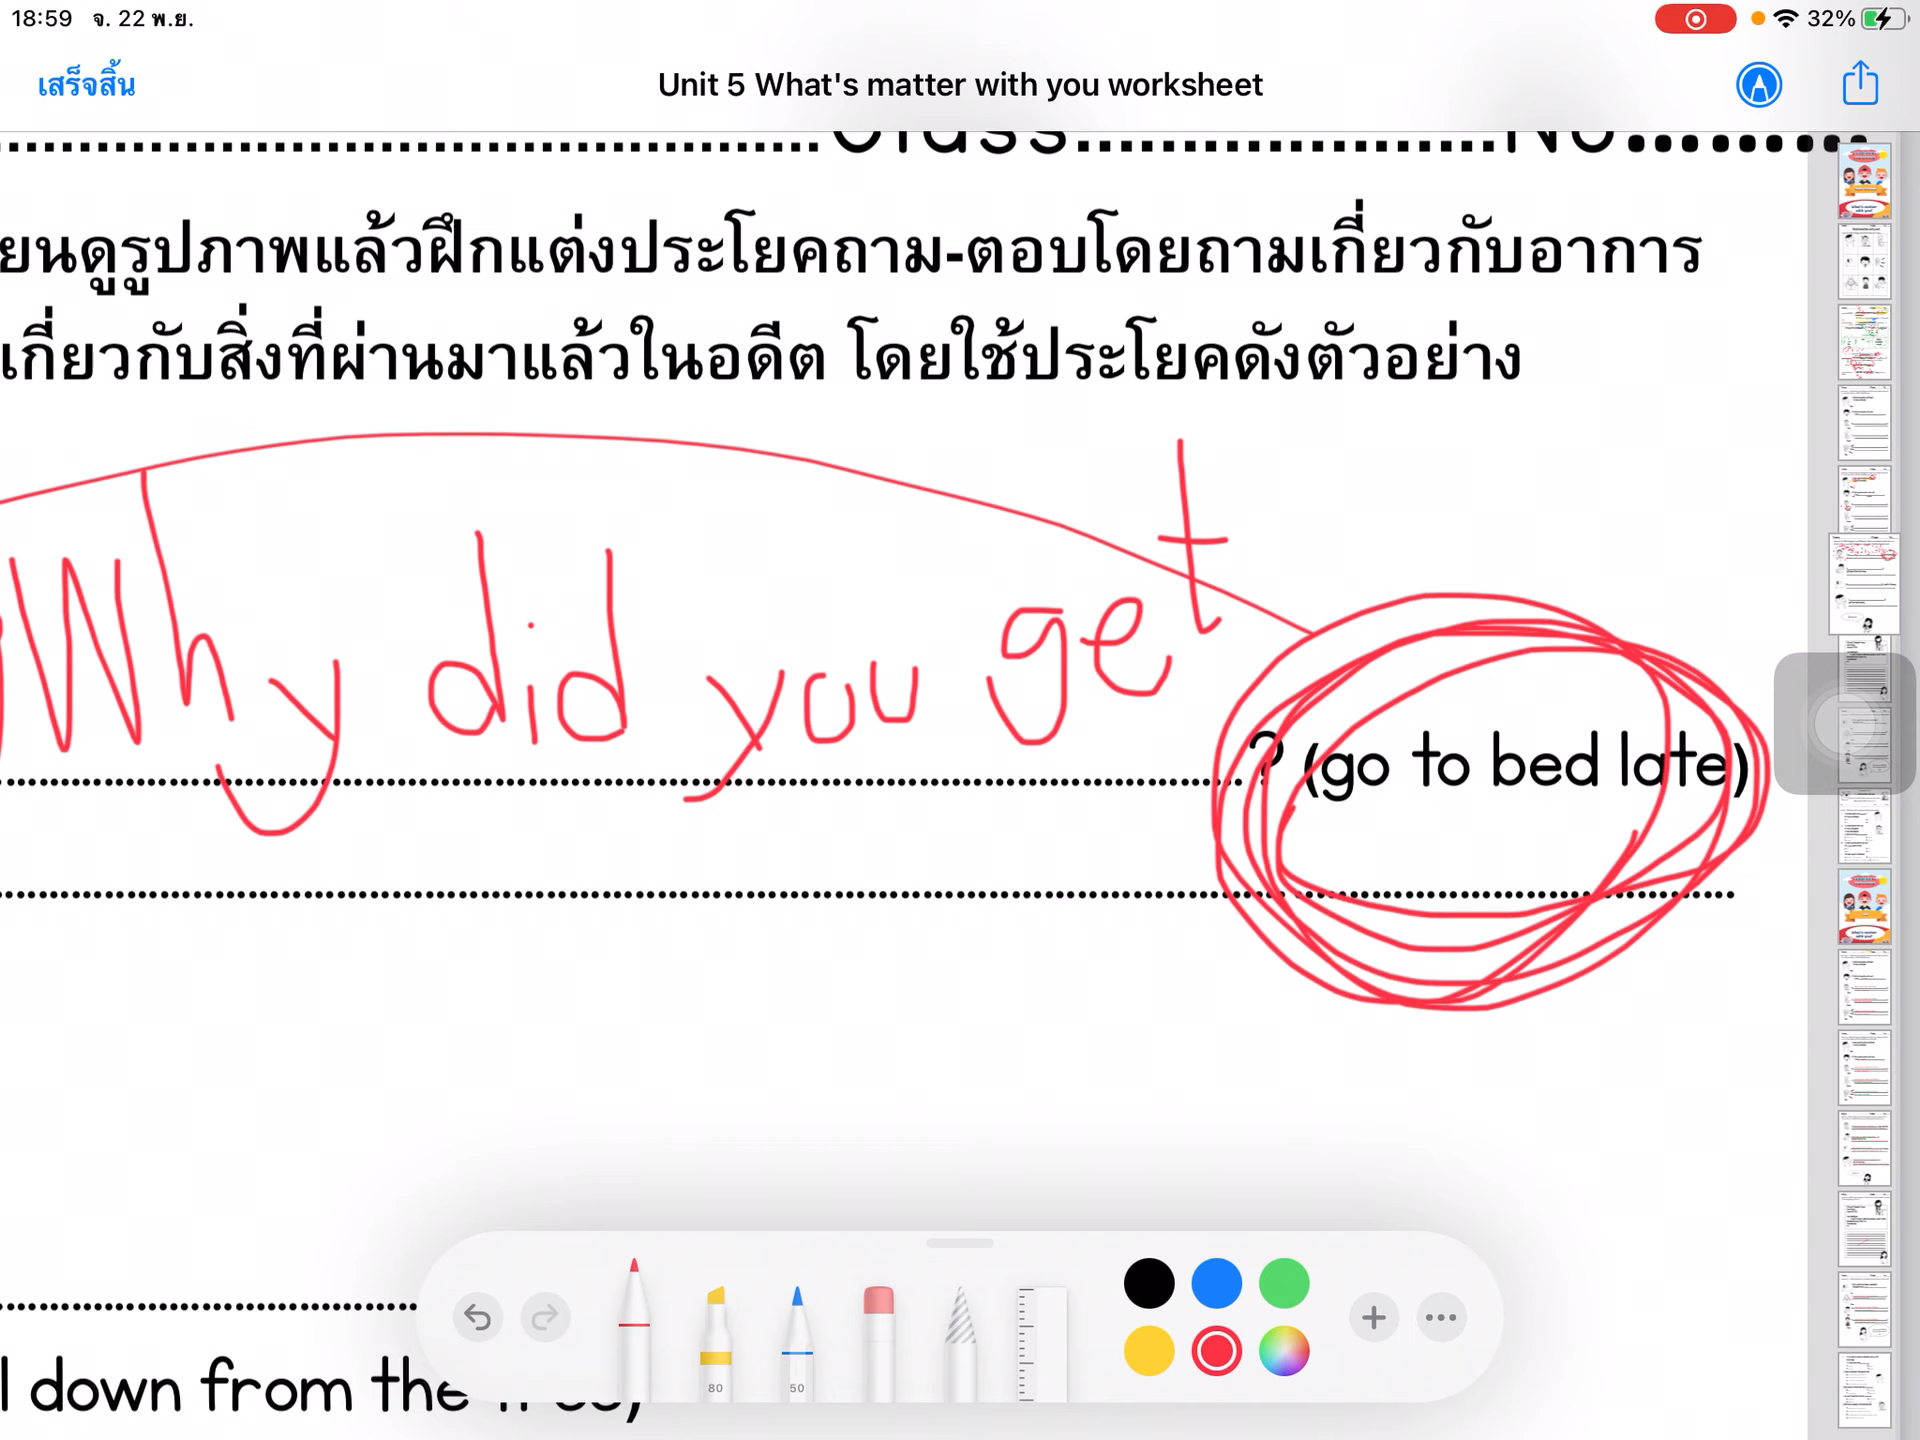 18:59 จ. 22 พ.ย.
32%
เสร็จสิ้น
Unit 5 What's matter with you worksheet
Class No
ยนดูรูปภาพแล้วฝึกแต่งประโยคถาม-ตอบโดยถามเกี่ยวกับอาการ
เกี่ยวกับสิ่งที่ผ่านมาแล้วในอดีต โดยใช้ประโยคดังตัวอย่าง
Why did you get
? (go to bed late)
l down from the
80 50